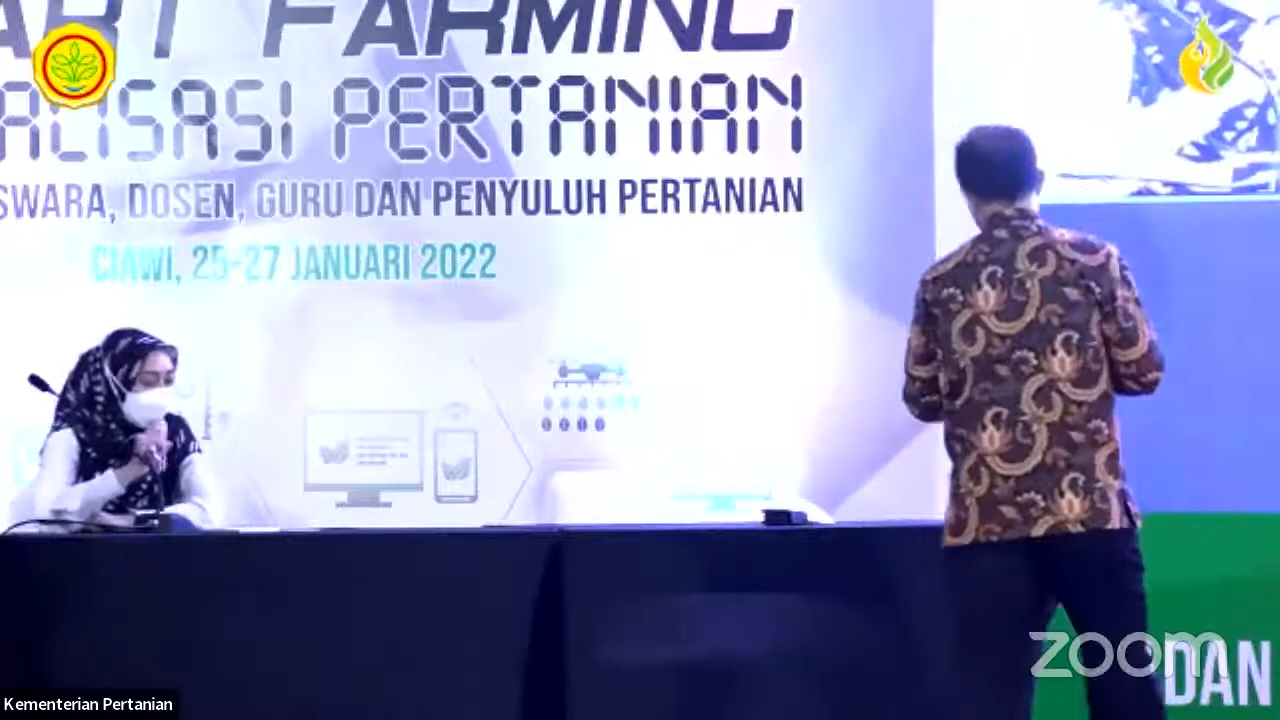 ART FARMING
ALISASI PERTANIAN
SWARA, DOSEN, GURU DAN PENYULUH PERTANIAN
CIAWI, 25-27 JANUARI 2022
zoom
DAN
Kementerian Pertanian